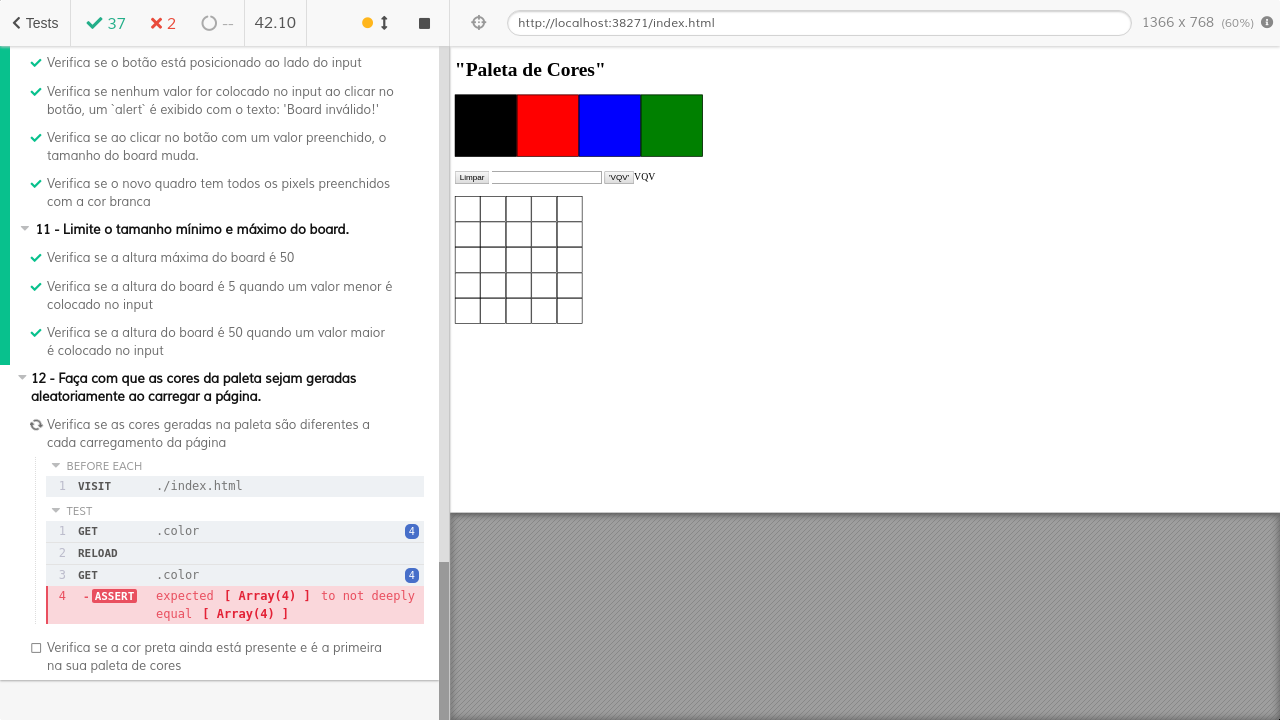 Tests
37
2
--
42.10
http://localhost:38271/index.html
1366 x 768 (60%)
Verifica se o botão está posicionado ao lado do input
Verifica se nenhum valor for colocado no input ao clicar no
botão, um `alert` é exibido com o texto: 'Board inválido!'
Verifica se ao clicar no botão com um valor preenchido, o
tamanho do board muda.
Verifica se o novo quadro tem todos os pixels preenchidos
com a cor branca
11 - Limite o tamanho mínimo e máximo do board.
Verifica se a altura máxima do board é 50
Verifica se a altura do board é 5 quando um valor menor é
colocado no input
Verifica se a altura do board é 50 quando um valor maior
é colocado no input
12 - Faça com que as cores da paleta sejam geradas
aleatoriamente ao carregar a página.
Verifica se as cores geradas na paleta são diferentes a
cada carregamento da página
BEFORE EACH
1 VISIT ./index.html
TEST
1 GET .color 4
2 RELOAD
3 GET .color 4
4 -ASSERT expected [ Array(4) ] to not deeply
equal [ Array(4) ]
Verifica se a cor preta ainda está presente e é a primeira
na sua paleta de cores
"Paleta de Cores"
Limpar 'VQV' VQV